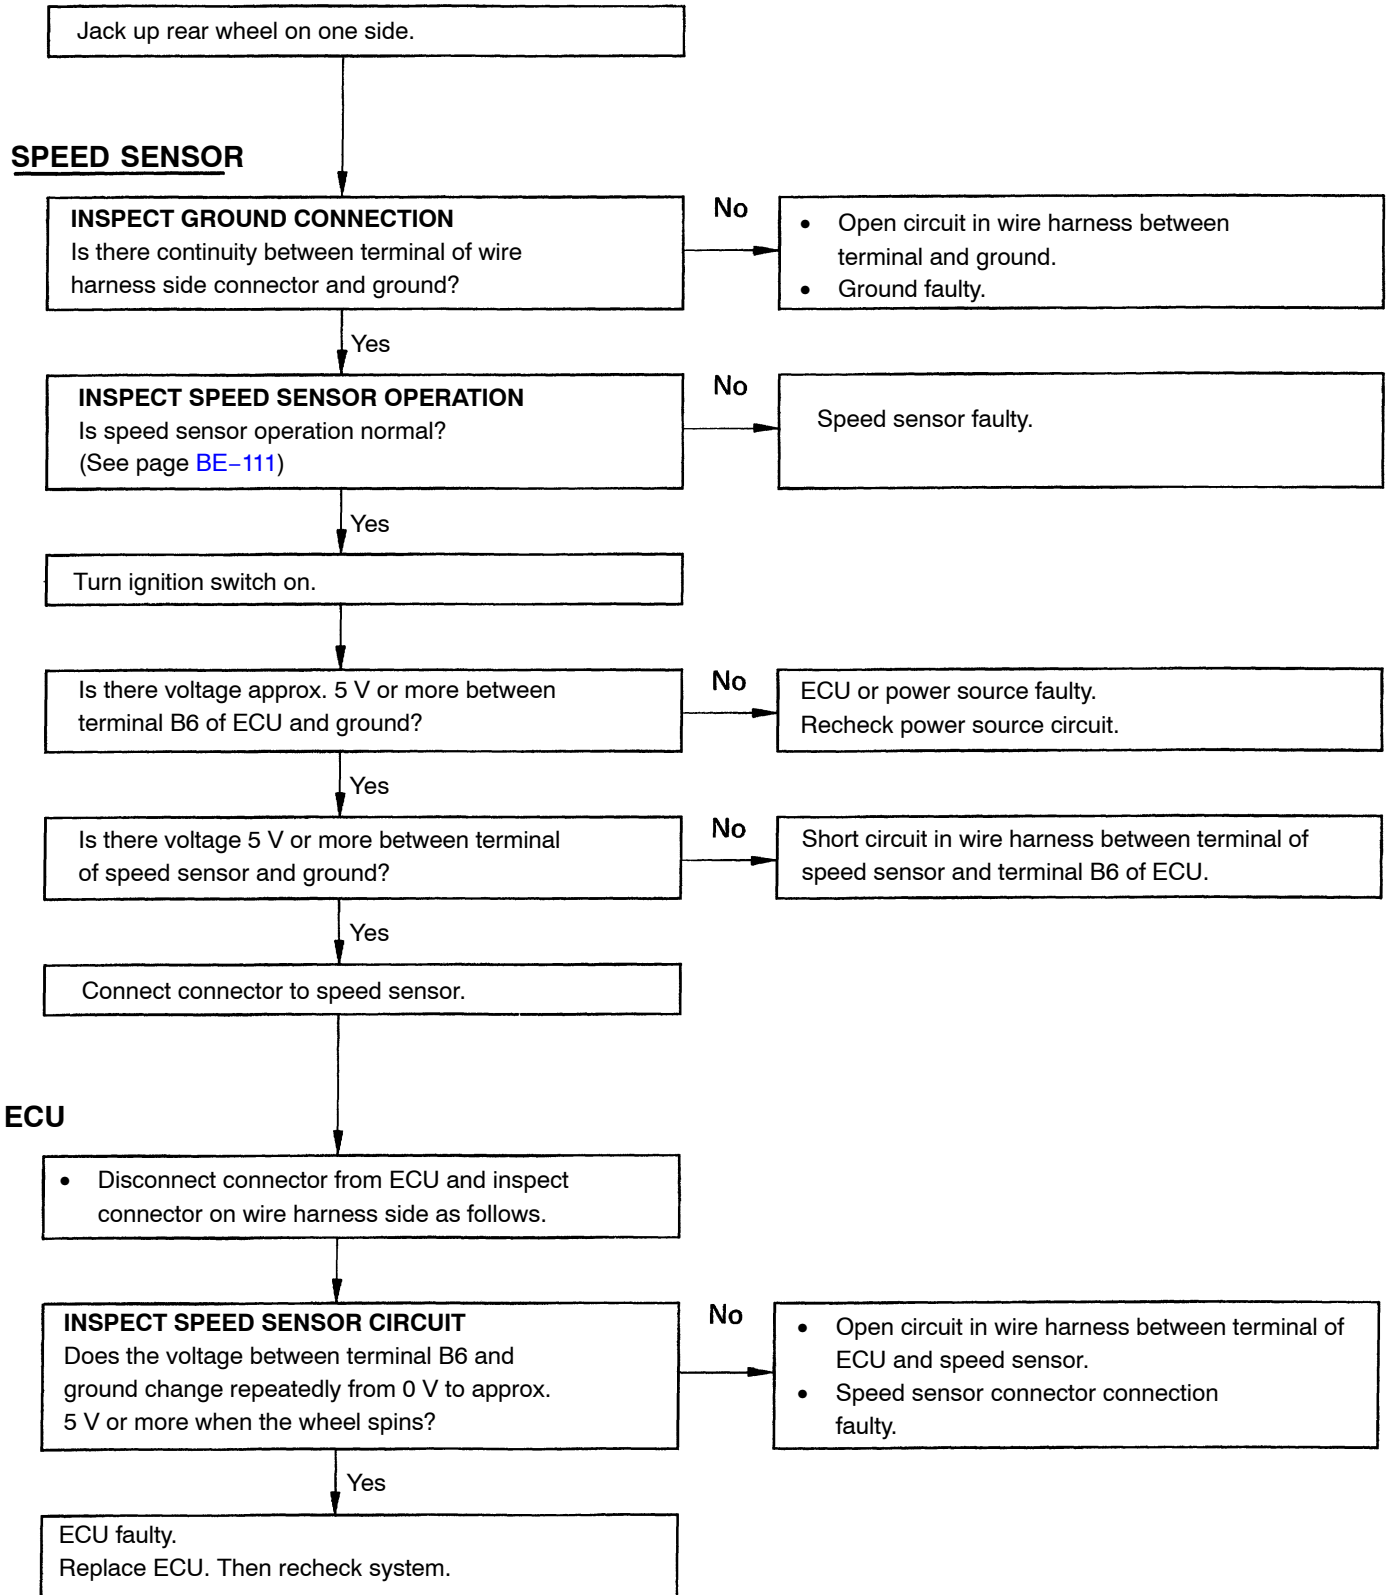 Jack up rear wheel on one side.
SPEED SENSOR
INSPECT GROUND CONNECTION
Is there continuity between terminal of wire
harness side connector and ground?
No
• Open circuit in wire harness between
terminal and ground.
• Ground faulty.
Yes
INSPECT SPEED SENSOR OPERATION
Is speed sensor operation normal?
(See page BE–111)
No
Speed sensor faulty.
Yes
Turn ignition switch on.
Is there voltage approx. 5 V or more between
terminal B6 of ECU and ground?
No
ECU or power source faulty.
Recheck power source circuit.
Yes
Is there voltage 5 V or more between terminal
of speed sensor and ground?
No
Short circuit in wire harness between terminal of
speed sensor and terminal B6 of ECU.
Yes
Connect connector to speed sensor.
ECU
• Disconnect connector from ECU and inspect
connector on wire harness side as follows.
INSPECT SPEED SENSOR CIRCUIT
Does the voltage between terminal B6 and
ground change repeatedly from 0 V to approx.
5 V or more when the wheel spins?
No
• Open circuit in wire harness between terminal of
ECU and speed sensor.
• Speed sensor connector connection
faulty.
Yes
ECU faulty.
Replace ECU. Then recheck system.